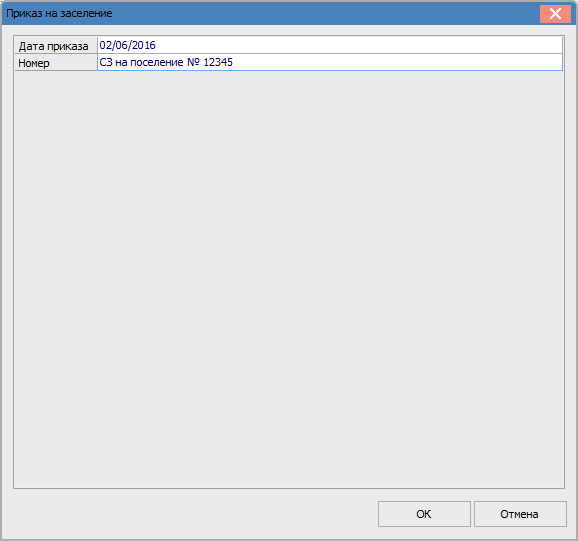 Приказ на заселение
Дата приказа 02/06/2016
Номер СЗ на поселение № 12345
ОК Отмена